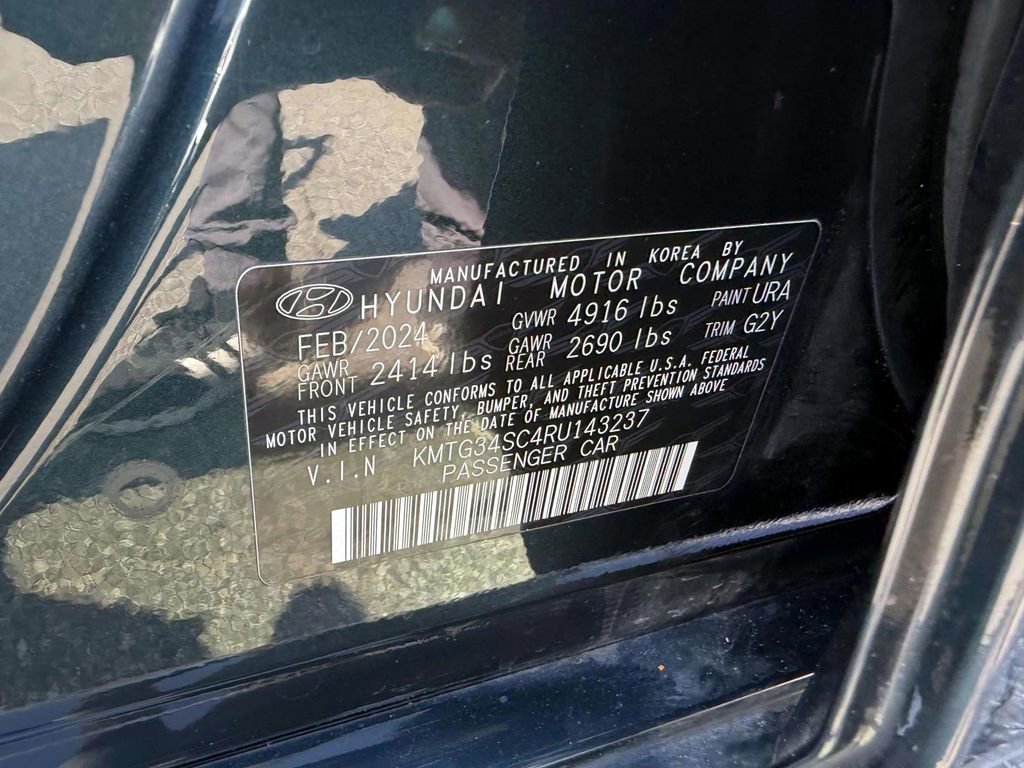 MANUFACTURED IN KOREA BY
HYUNDAI MOTOR COMPANY
FEB/2024 GVWR 4916 lbs PAINT URA
GAWR FRONT 2414 lbs GAWR REAR 2690 lbs TRIM G2Y
THIS VEHICLE CONFORMS TO ALL APPLICABLE U.S.A. FEDERAL
MOTOR VEHICLE SAFETY, BUMPER, AND THEFT PREVENTION STANDARDS
IN EFFECT ON THE DATE OF MANUFACTURE SHOWN ABOVE
V.I.N KMTG34SC4RU143237
PASSENGER CAR